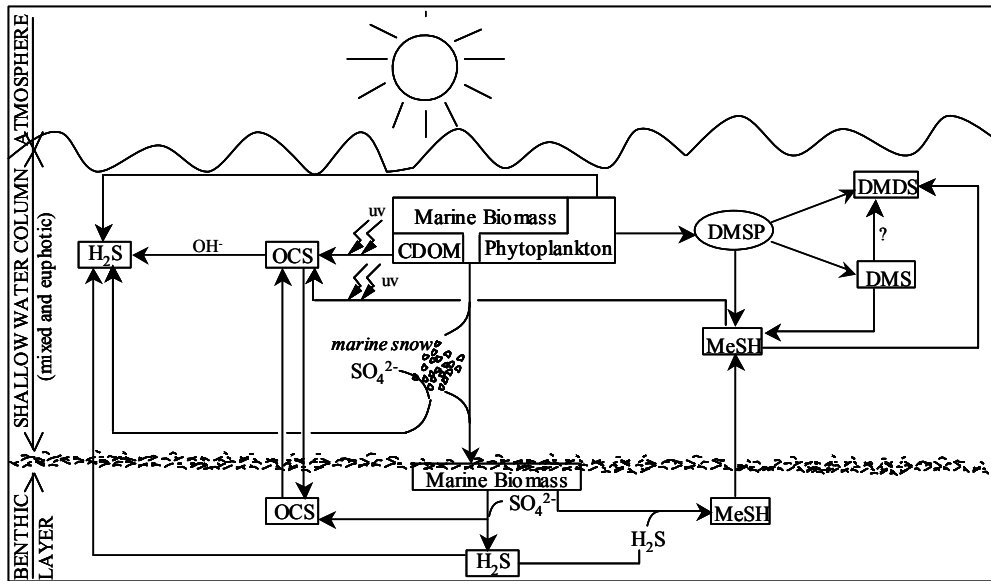 ATMOSPHERE
SHALLOW WATER COLUMN
(mixed and euphotic)
BENTHIC
LAYER
uv
Marine Biomass
CDOM
Phytoplankton
DMSP
DMDS
?
DMS
H₂S
OH⁻
OCS
uv
MeSH
marine snow
SO₄²⁻
Marine Biomass
SO₄²⁻
OCS
MeSH
H₂S
H₂S